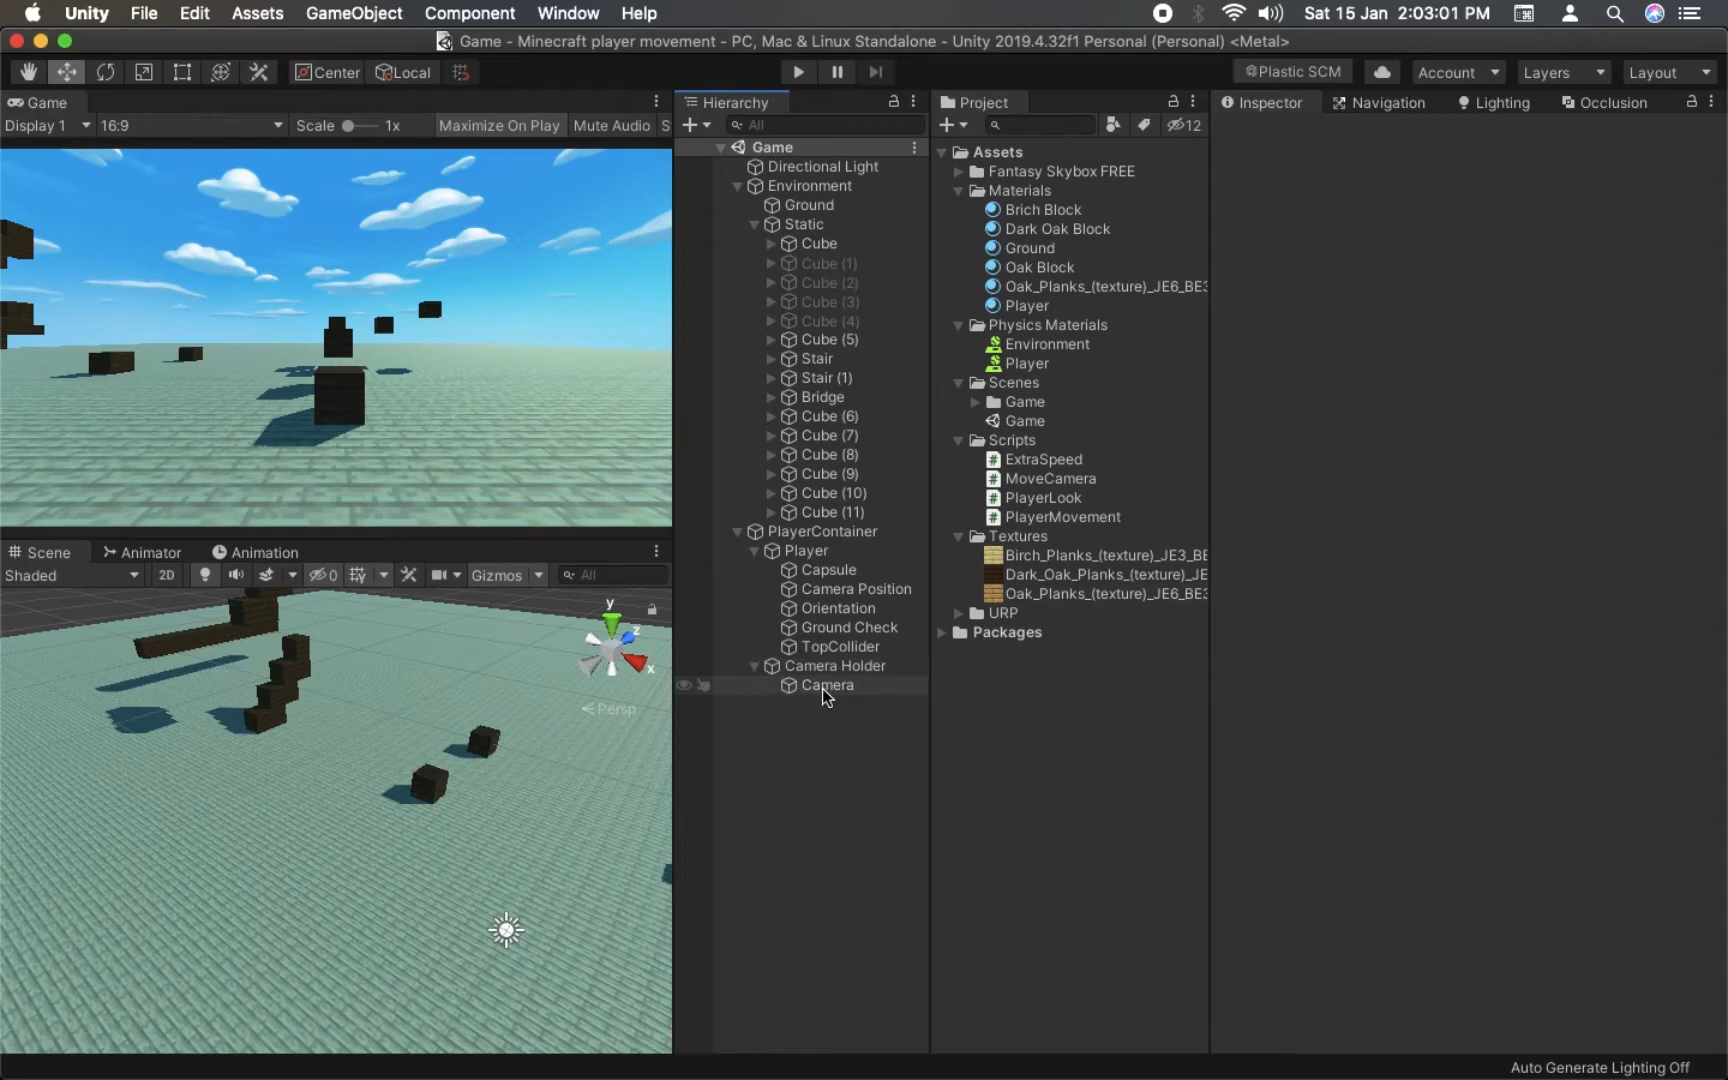 Unity File Edit Assets GameObject Component Window Help Sat 15 Jan 2:03:01 PM
Game - Minecraft player movement - PC, Mac & Linux Standalone - Unity 2019.4.32f1 Personal (Personal) <Metal>
Center Local Plastic SCM Account Layers Layout
Game
Display 1 16:9 Scale 1x Maximize On Play Mute Audio S
Scene Animator Animation
Shaded 2D 0 Gizmos All
y
z
x
Persp
Hierarchy
All
Game
Directional Light
Environment
Ground
Static
Cube
Cube (1)
Cube (2)
Cube (3)
Cube (4)
Cube (5)
Stair
Stair (1)
Bridge
Cube (6)
Cube (7)
Cube (8)
Cube (9)
Cube (10)
Cube (11)
PlayerContainer
Player
Capsule
Camera Position
Orientation
Ground Check
TopCollider
Camera Holder
Camera
Project
12
Assets
Fantasy Skybox FREE
Materials
Brich Block
Dark Oak Block
Ground
Oak Block
Oak_Planks_(texture)_JE6_BE3
Player
Physics Materials
Environment
Player
Scenes
Game
Game
Scripts
ExtraSpeed
MoveCamera
PlayerLook
PlayerMovement
Textures
Birch_Planks_(texture)_JE3_BE
Dark_Oak_Planks_(texture)_JE
Oak_Planks_(texture)_JE6_BE3
URP
Packages
Inspector Navigation Lighting Occlusion
Auto Generate Lighting Off